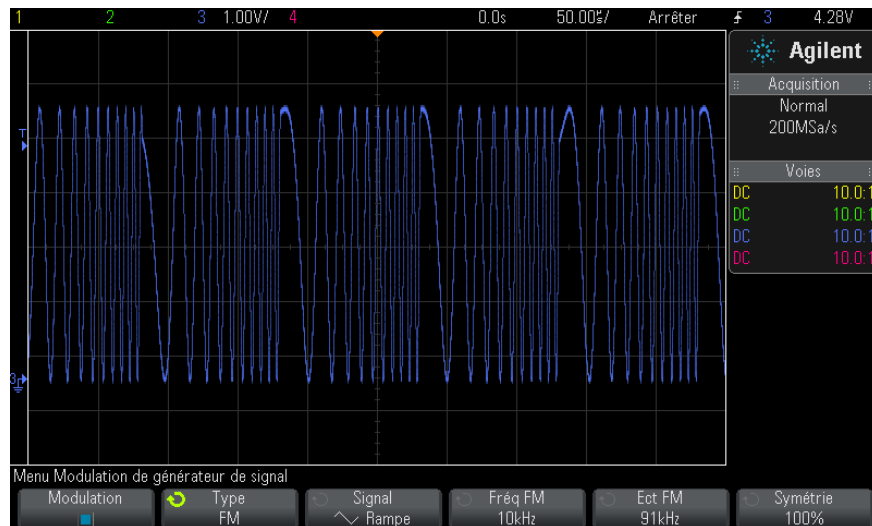 1 2 3 1.00V/ 4 0.0s 50.00µs/ Arrêter 3 4.28V
Agilent
Acquisition
Normal
200MSa/s
Voies
DC 10.0:1
DC 10.0:1
DC 10.0:1
DC 10.0:1
T
3
Menu Modulation de générateur de signal
Modulation Type Signal Fréq FM Ect FM Symétrie
FM Rampe 10kHz 91kHz 100%